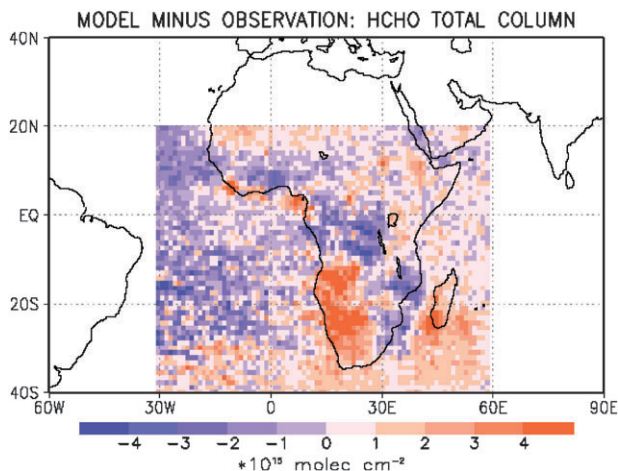 MODEL MINUS OBSERVATION: HCHO TOTAL COLUMN
40N
20N
EQ
20S
40S
60W 30W 0 30E 60E 90E
−4 −3 −2 −1 0 1 2 3 4
*10¹⁵ molec cm⁻²